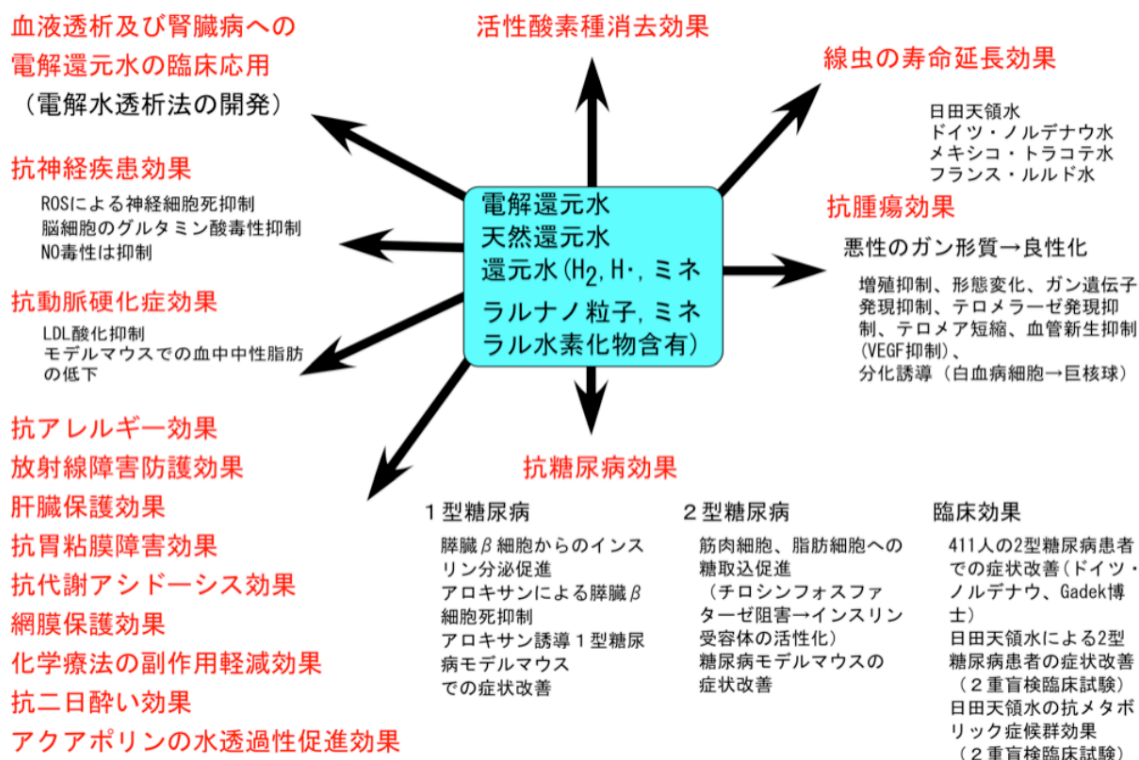 血液透析及び腎臓病への
電解還元水の臨床応用
（電解水透析法の開発）
抗神経疾患効果
ROSによる神経細胞死抑制
脳細胞のグルタミン酸毒性抑制
NO毒性は抑制
抗動脈硬化症効果
LDL酸化抑制
モデルマウスでの血中中性脂肪
の低下
抗アレルギー効果
放射線障害防護効果
肝臓保護効果
抗胃粘膜障害効果
抗代謝アシドーシス効果
網膜保護効果
化学療法の副作用軽減効果
抗二日酔い効果
アクアポリンの水透過性促進効果
活性酸素種消去効果
電解還元水
天然還元水
還元水(H2, H·, ミネ
ラルナノ粒子, ミネ
ラル水素化物含有)
線虫の寿命延長効果
日田天領水
ドイツ・ノルデナウ水
メキシコ・トラコテ水
フランス・ルルド水
抗腫瘍効果
悪性のガン形質→良性化
増殖抑制、形態変化、ガン遺伝子
発現抑制、テロメラーゼ発現抑
制、テロメア短縮、血管新生抑制
(VEGF抑制)、
分化誘導（白血病細胞→巨核球）
抗糖尿病効果
１型糖尿病
膵臓β細胞からのインス
リン分泌促進
アロキサンによる膵臓β
細胞死抑制
アロキサン誘導１型糖尿
病モデルマウス
での症状改善
２型糖尿病
筋肉細胞、脂肪細胞への
糖取込促進
（チロシンフォスファ
ターゼ阻害→インスリン
受容体の活性化）
糖尿病モデルマウスの
症状改善
臨床効果
411人の2型糖尿病患者
での症状改善(ドイツ・
ノルデナウ、Gadek博
士)
日田天領水による2型
糖尿病患者の症状改善
（２重盲検臨床試験）
日田天領水の抗メタボ
リック症候群効果
（２重盲検臨床試験）